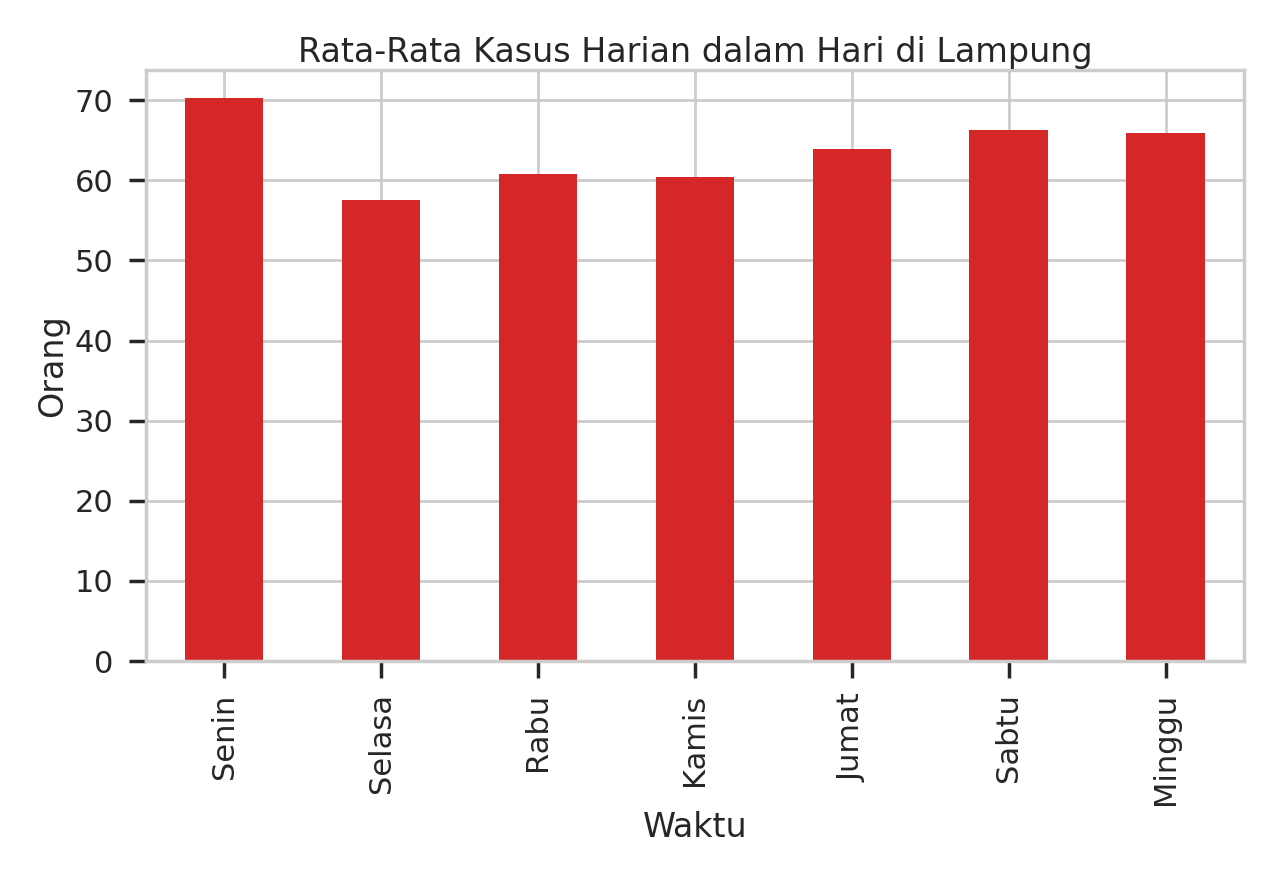 Rata-Rata Kasus Harian dalam Hari di Lampung
70
60
50
40
30
20
10
0
Orang
Senin
Selasa
Rabu
Kamis
Jumat
Sabtu
Minggu
Waktu